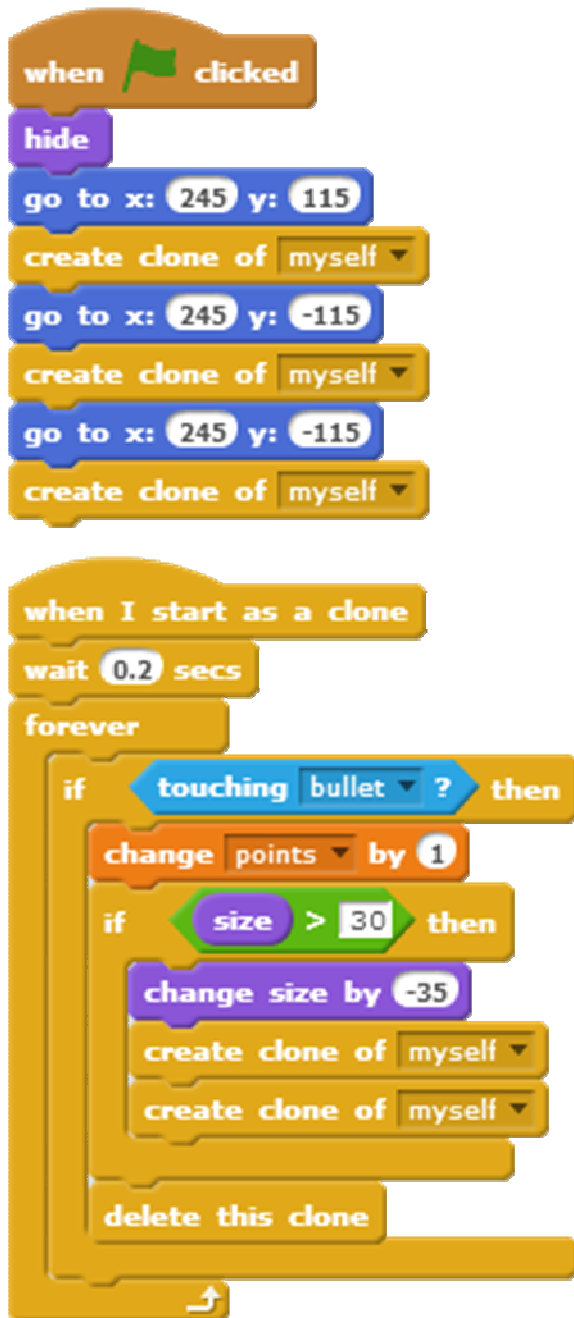 when clicked
hide
go to x: 245 y: 115
create clone of myself
go to x: 245 y: -115
create clone of myself
go to x: 245 y: -115
create clone of myself
when I start as a clone
wait 0.2 secs
forever
if touching bullet ? then
change points by 1
if size > 30 then
change size by -35
create clone of myself
create clone of myself
delete this clone